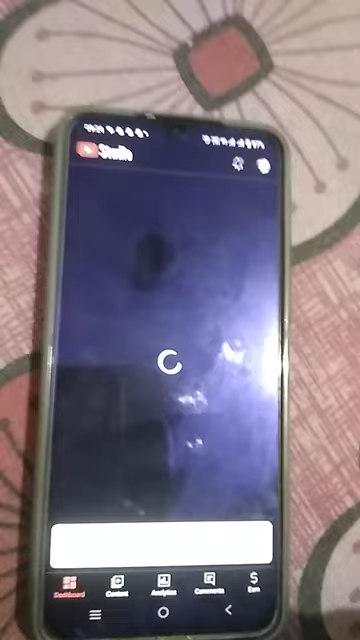 Studio
Dashboard
Content
Analytics
Comments
Earn